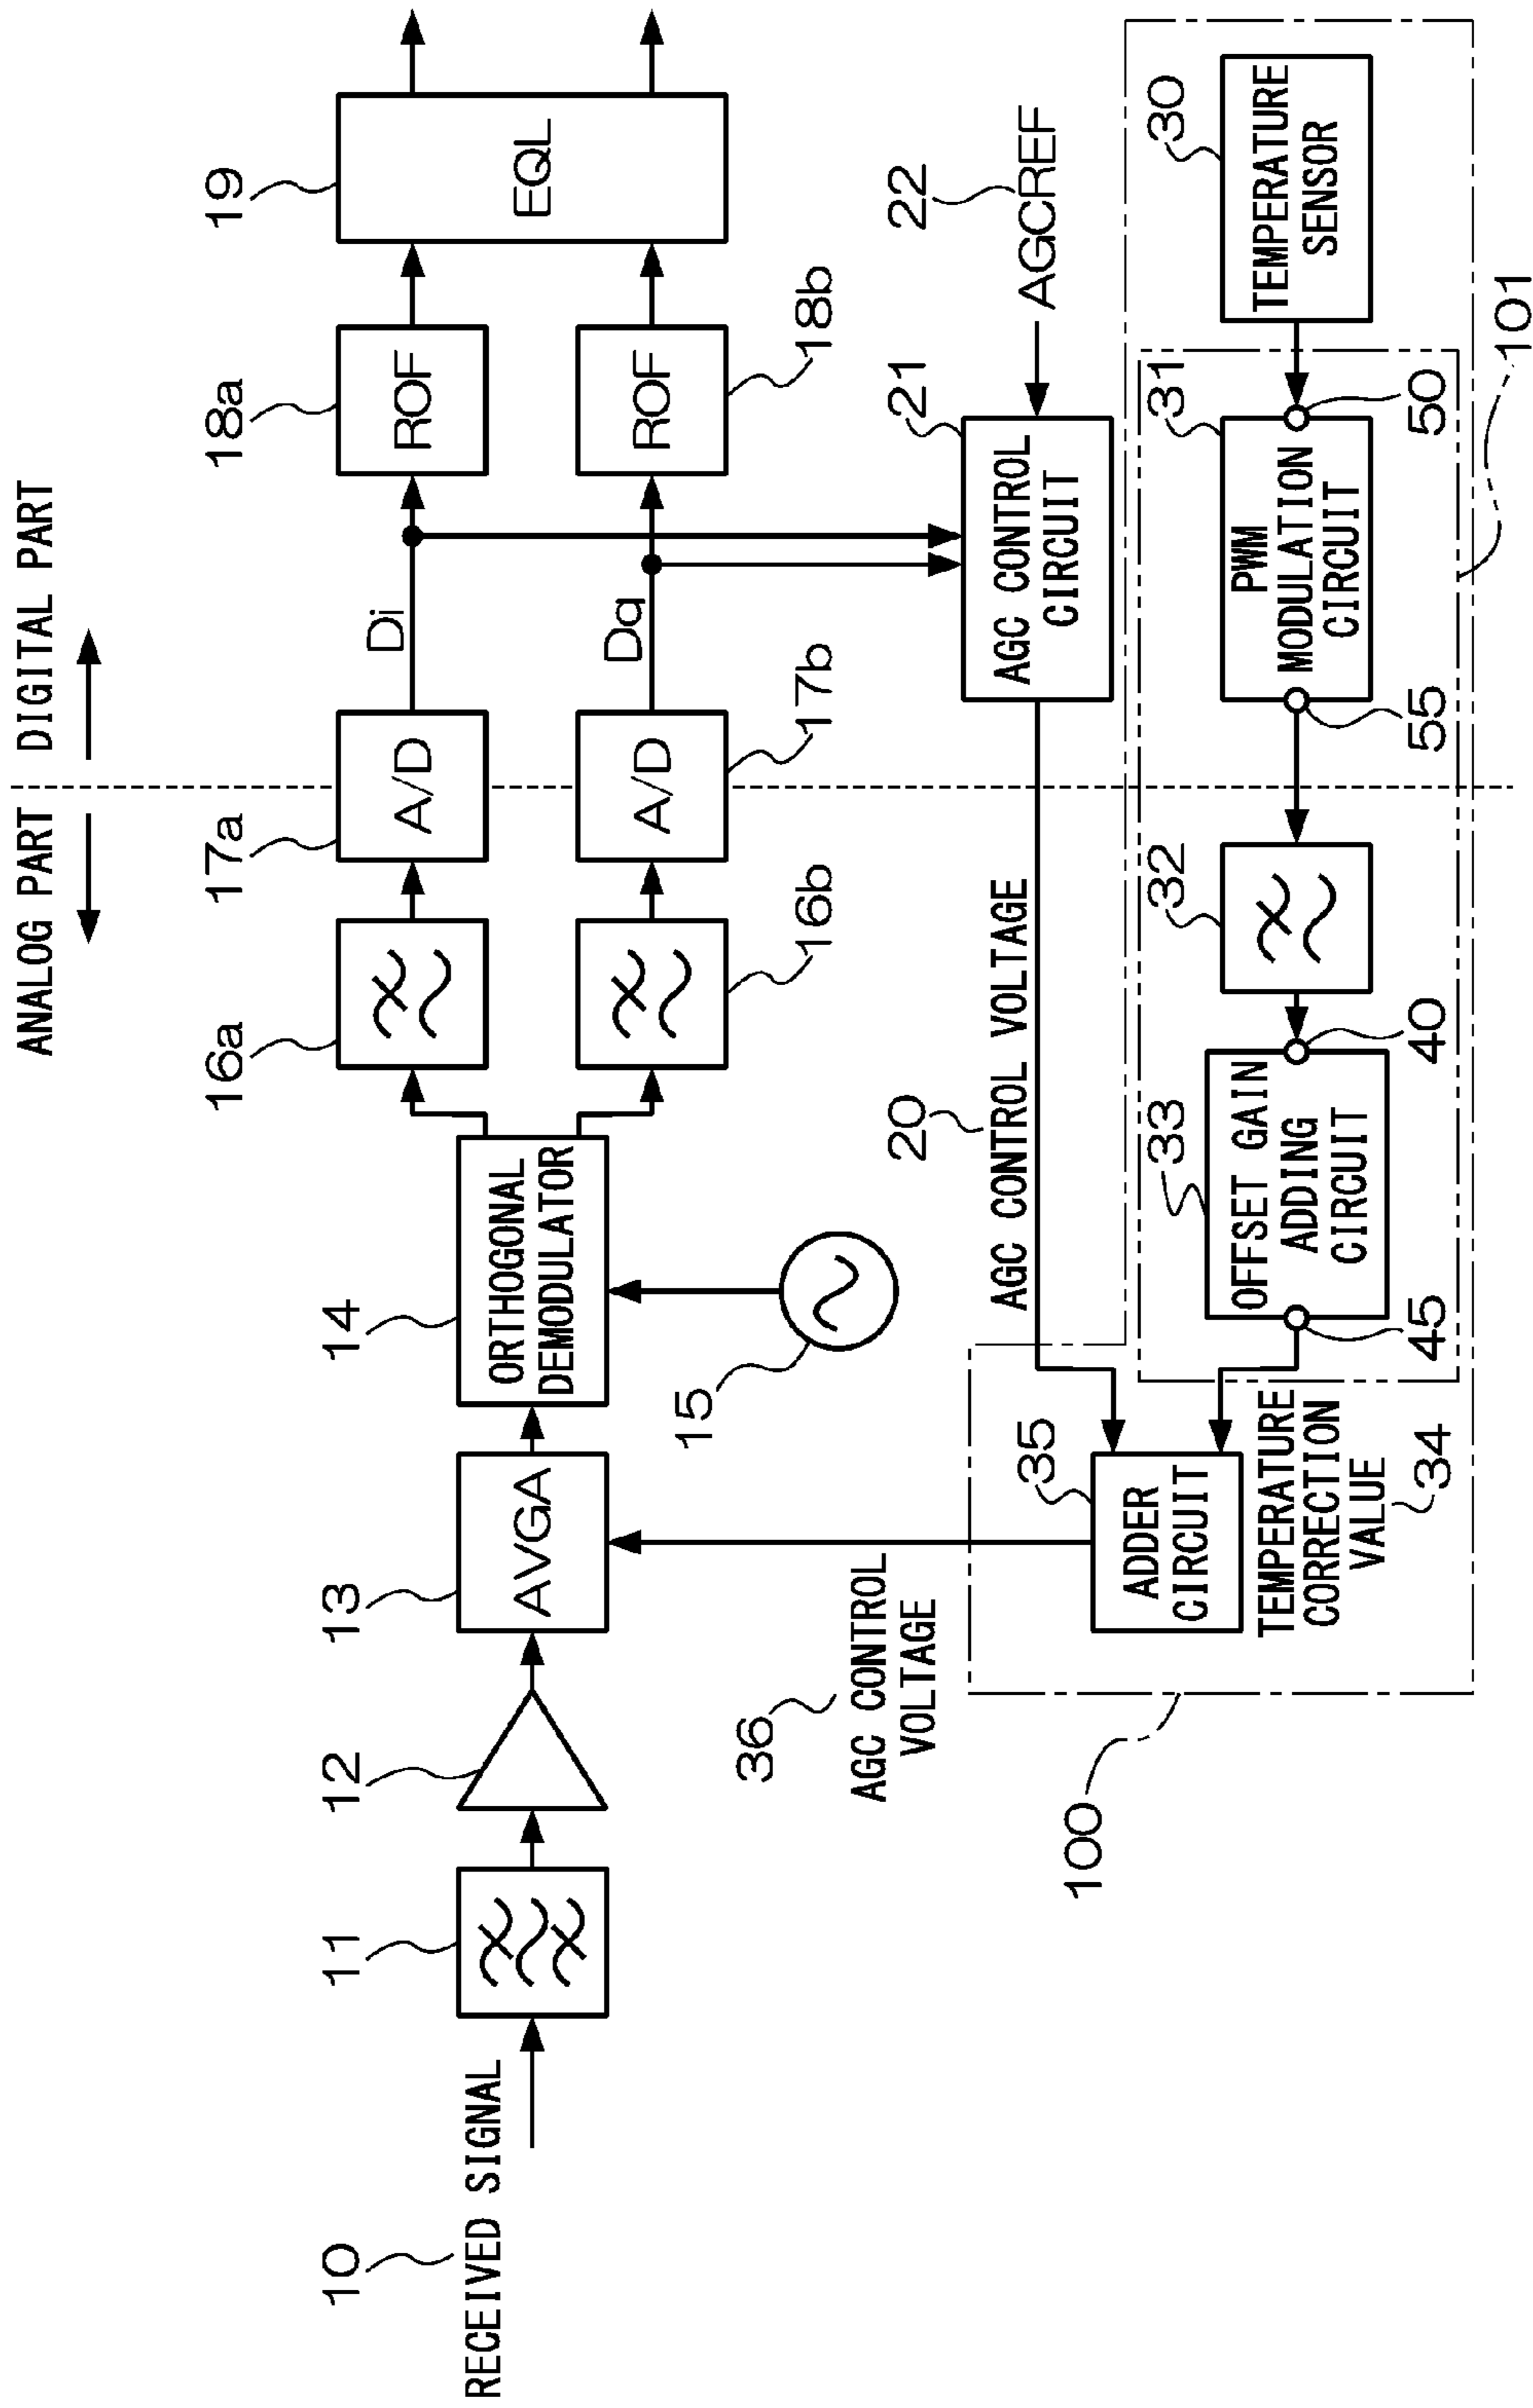 ANALOG PART
DIGITAL PART
10
RECEIVED SIGNAL
11
12
13
AVGA
14
ORTHOGONAL
DEMODULATOR
15
16a
16b
17a
A/D
17b
A/D
Di
Dq
18a
ROF
18b
ROF
19
EQL
20
AGC CONTROL VOLTAGE
21
AGC CONTROL
CIRCUIT
22
AGCREF
36
AGC CONTROL
VOLTAGE
35
ADDER
CIRCUIT
TEMPERATURE
CORRECTION
VALUE
34
33
OFFSET GAIN
ADDING
CIRCUIT
45
40
32
31
PWM
MODULATION
CIRCUIT
55
50
30
TEMPERATURE
SENSOR
100
101